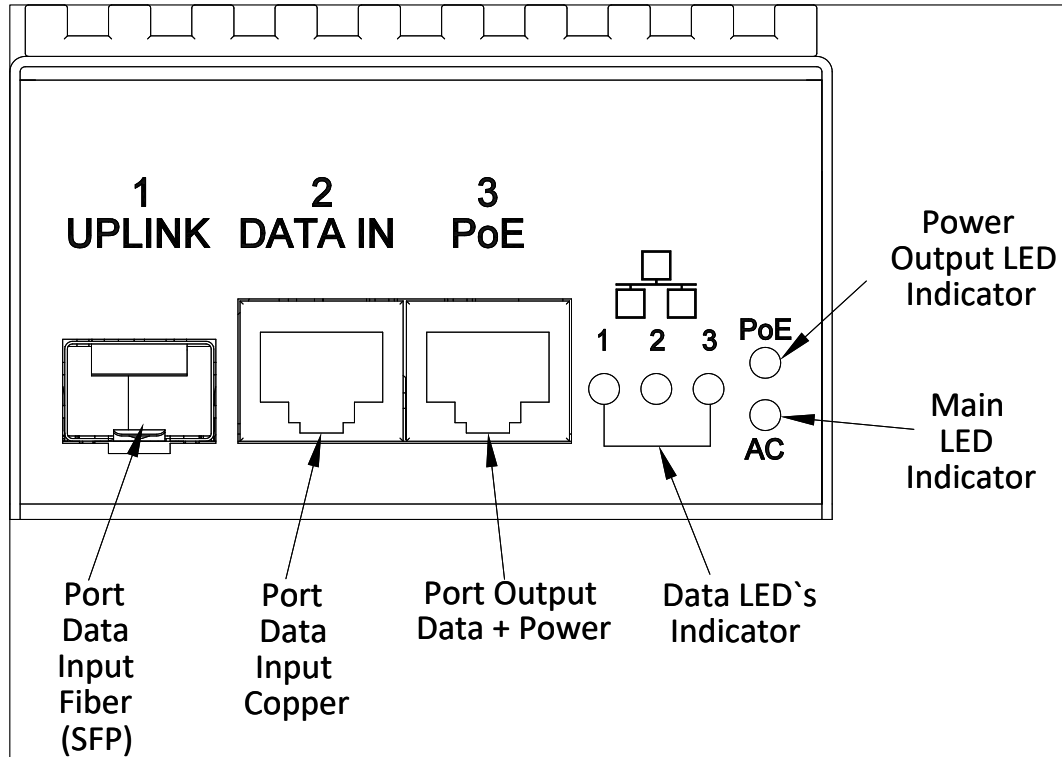 1
UPLINK
2
DATA IN
3
PoE
1
2
3
PoE
AC
Power
Output LED
Indicator
Main
LED
Indicator
Port
Data
Input
Fiber
(SFP)
Port
Data
Input
Copper
Port Output
Data + Power
Data LED`s
Indicator